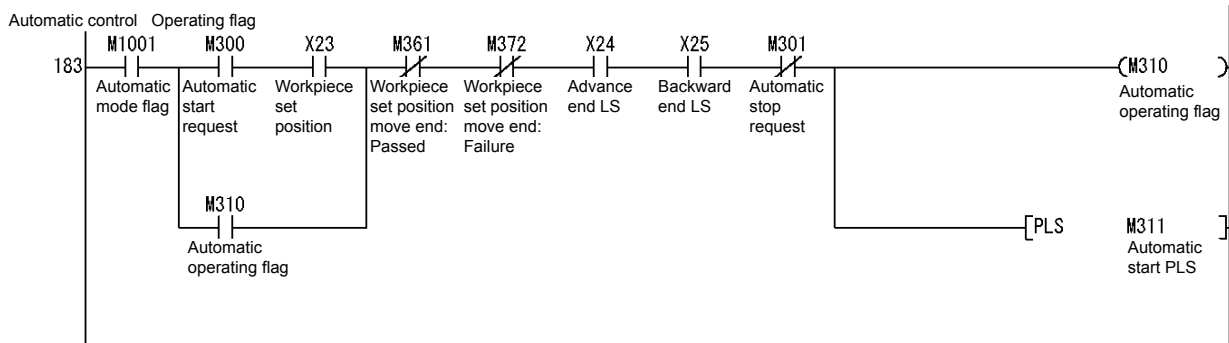 Automatic control Operating flag
M1001 M300 X23 M361 M372 X24 X25 M301
183 (M310 )
Automatic mode flag
Automatic start request
Workpiece set position
Workpiece set position move end: Passed
Workpiece set position move end: Failure
Advance end LS
Backward end LS
Automatic stop request
Automatic operating flag
M310
Automatic operating flag
[PLS M311 ]
Automatic start PLS